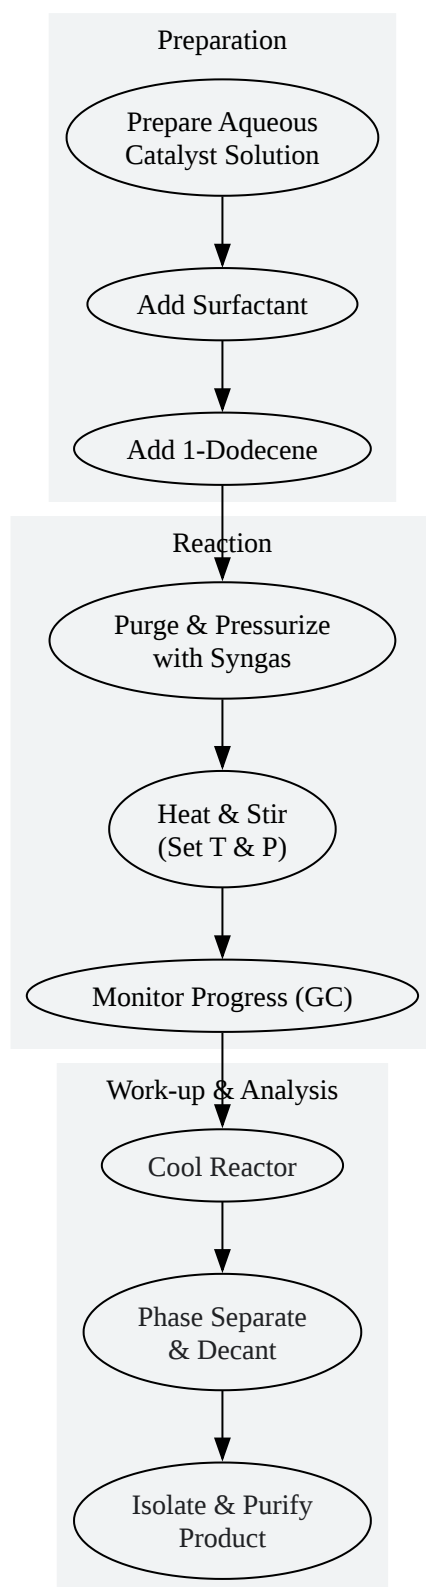 Preparation
Prepare Aqueous
Catalyst Solution
Add Surfactant
Add 1-Dodecene
Reaction
Purge & Pressurize
with Syngas
Heat & Stir
(Set T & P)
Monitor Progress (GC)
Work-up & Analysis
Cool Reactor
Phase Separate
& Decant
Isolate & Purify
Product